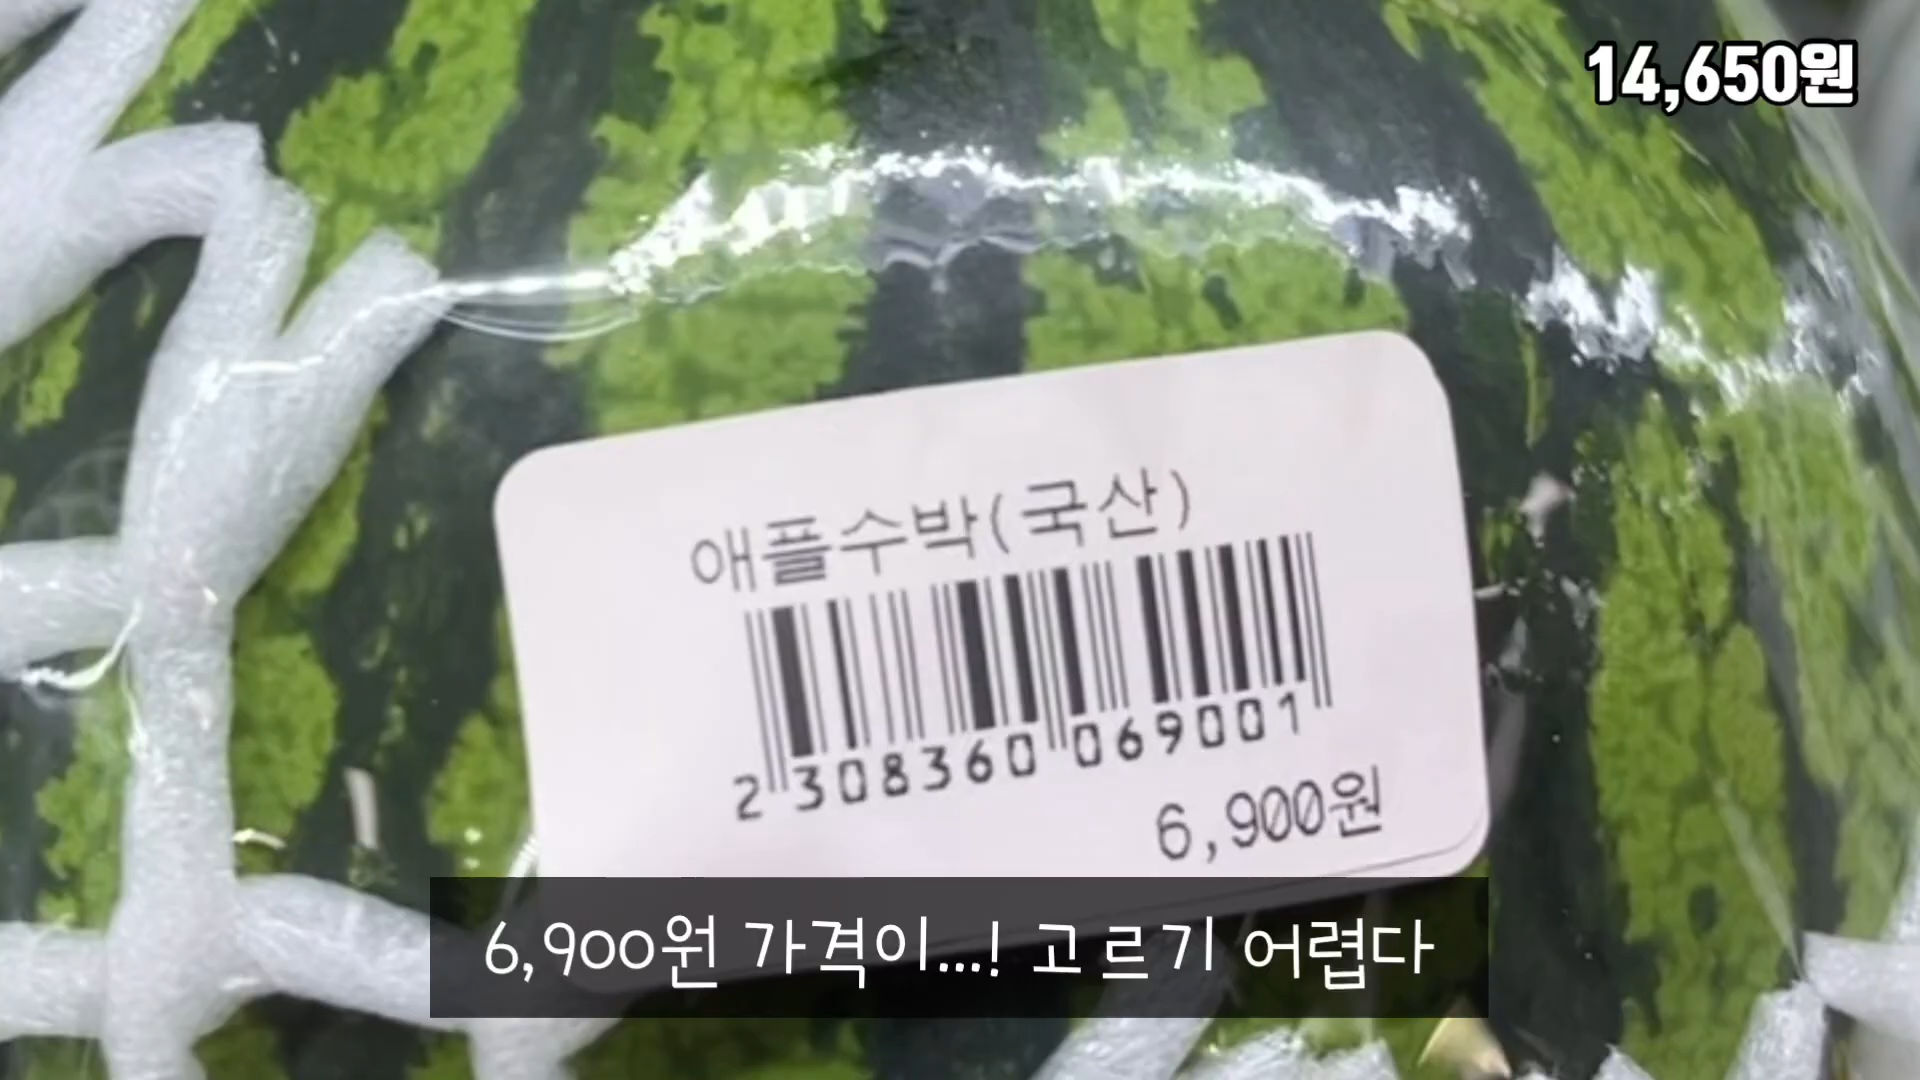 14,650원
애플수박(국산)
2 308360 069001
6,900원
6,900원 가격이...! 고르기 어렵다